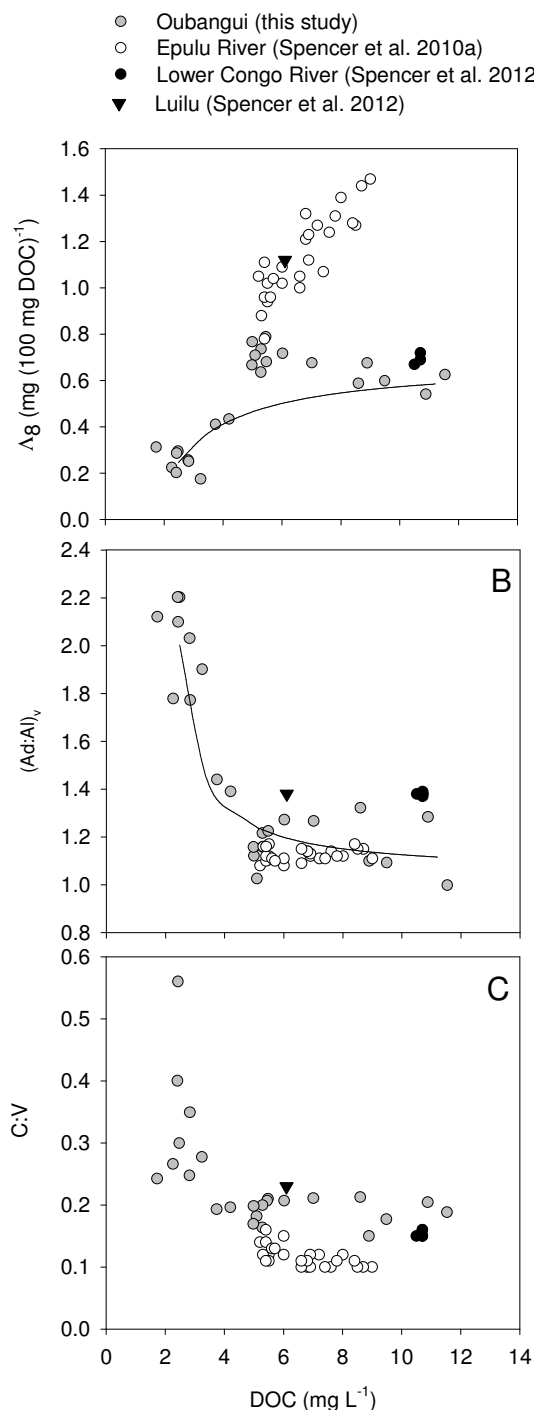 Oubangui (this study)
Epulu River (Spencer et al. 2010a)
Lower Congo River (Spencer et al. 2012
Luilu (Spencer et al. 2012)
1.6
1.4
1.2
1.0
0.8
0.6
0.4
0.2
0.0
Λ8 (mg (100 mg DOC)-1)
B
2.4
2.2
2.0
1.8
1.6
1.4
1.2
1.0
0.8
(Ad:Al)v
C
0.6
0.5
0.4
0.3
0.2
0.1
0.0
C:V
0 2 4 6 8 10 12 14
DOC (mg L-1)